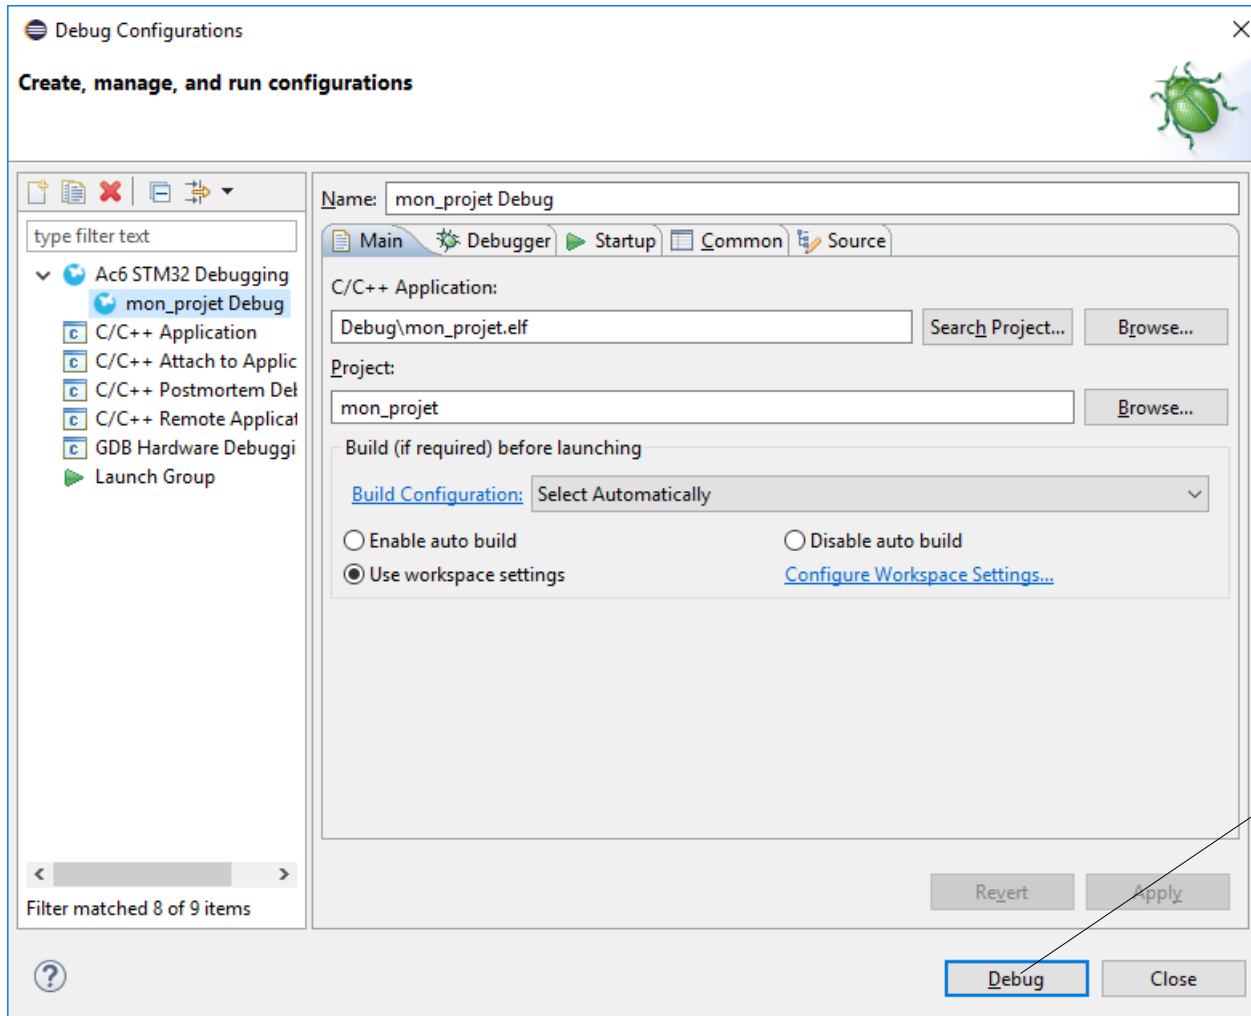 Debug Configurations
Create, manage, and run configurations
Name: mon_projet Debug
type filter text
Main Debugger Startup Common Source
Ac6 STM32 Debugging
mon_projet Debug
C/C++ Application
C/C++ Attach to Applic
C/C++ Postmortem Del
C/C++ Remote Applicat
GDB Hardware Debuggi
Launch Group
C/C++ Application:
Debug\mon_projet.elf Search Project... Browse...
Project:
mon_projet Browse...
Build (if required) before launching
Build Configuration: Select Automatically
Enable auto build Disable auto build
Use workspace settings Configure Workspace Settings...
Filter matched 8 of 9 items
Revert Apply
Debug Close